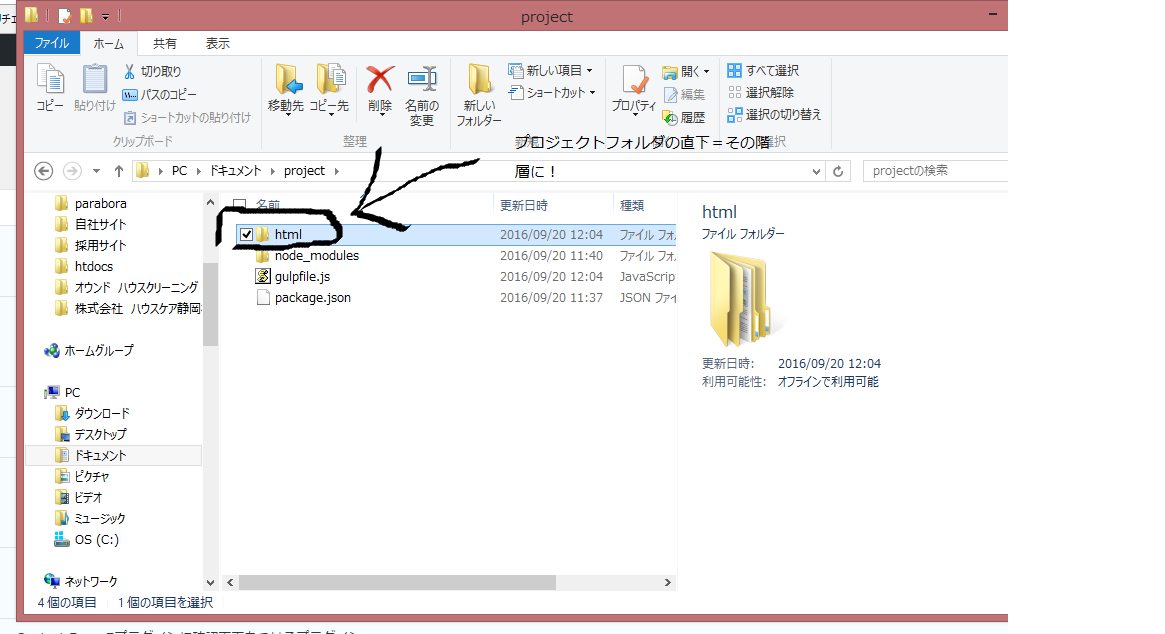 project
ファイル ホーム 共有 表示
コピー 貼り付け 切り取り パスのコピー ショートカットの貼り付け
クリップボード
移動先 コピー先 削除 名前の変更
整理
新しいフォルダー 新しい項目 ショートカット
プロパティ 開く 編集 履歴
すべて選択 選択解除 選択の切り替え
選択
プロジェクトフォルダの直下＝その階
層に！
PC ドキュメント project
projectの検索
parabora
自社サイト
採用サイト
htdocs
オウンド ハウスクリーニング
株式会社 ハウスケア静岡
ホームグループ
PC
ダウンロード
デスクトップ
ドキュメント
ピクチャ
ビデオ
ミュージック
OS (C:)
ネットワーク
名前 更新日時 種類
html 2016/09/20 12:04 ファイル フォ
node_modules 2016/09/20 11:40 ファイル フォ
gulpfile.js 2016/09/20 12:04 JavaScrip
package.json 2016/09/20 11:37 JSON ファイ
html
ファイル フォルダー
更新日時: 2016/09/20 12:04
利用可能性: オフラインで利用可能
4 個の項目 1 個の項目を選択